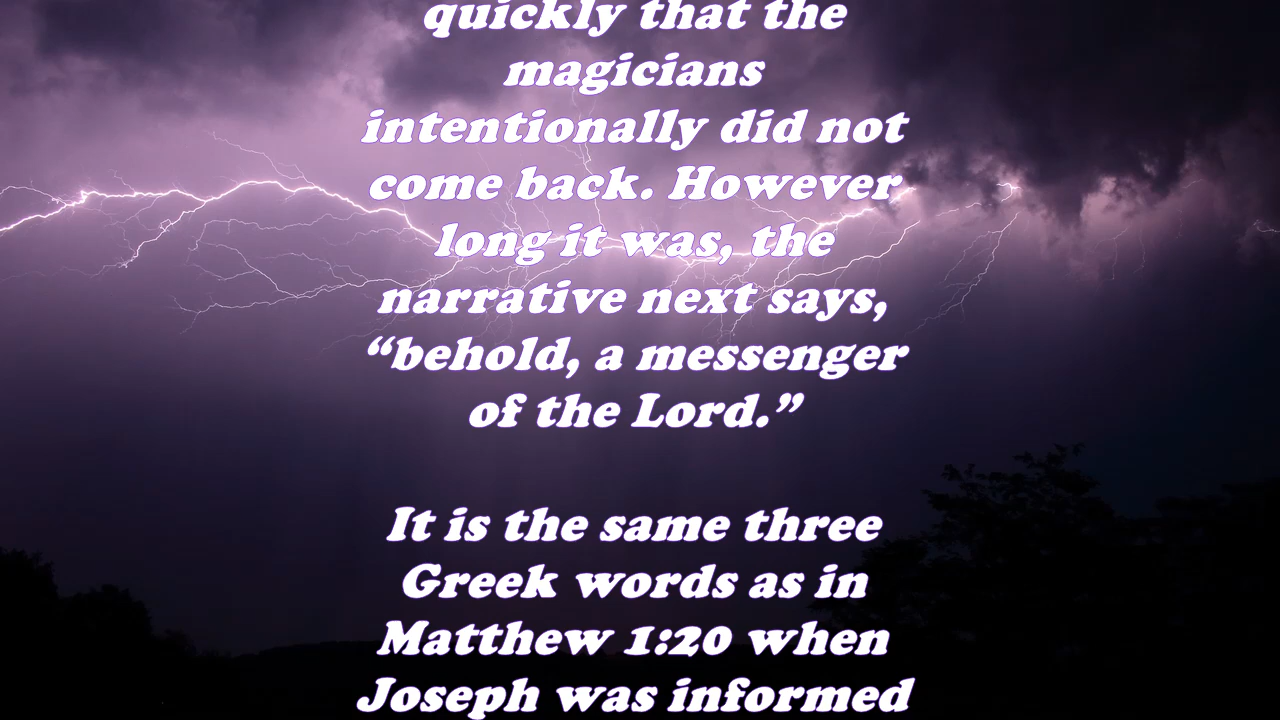 quickly that the
magicians
intentionally did not
come back. However
long it was, the
narrative next says,
“behold, a messenger
of the Lord.”
It is the same three
Greek words as in
Matthew 1:20 when
Joseph was informed